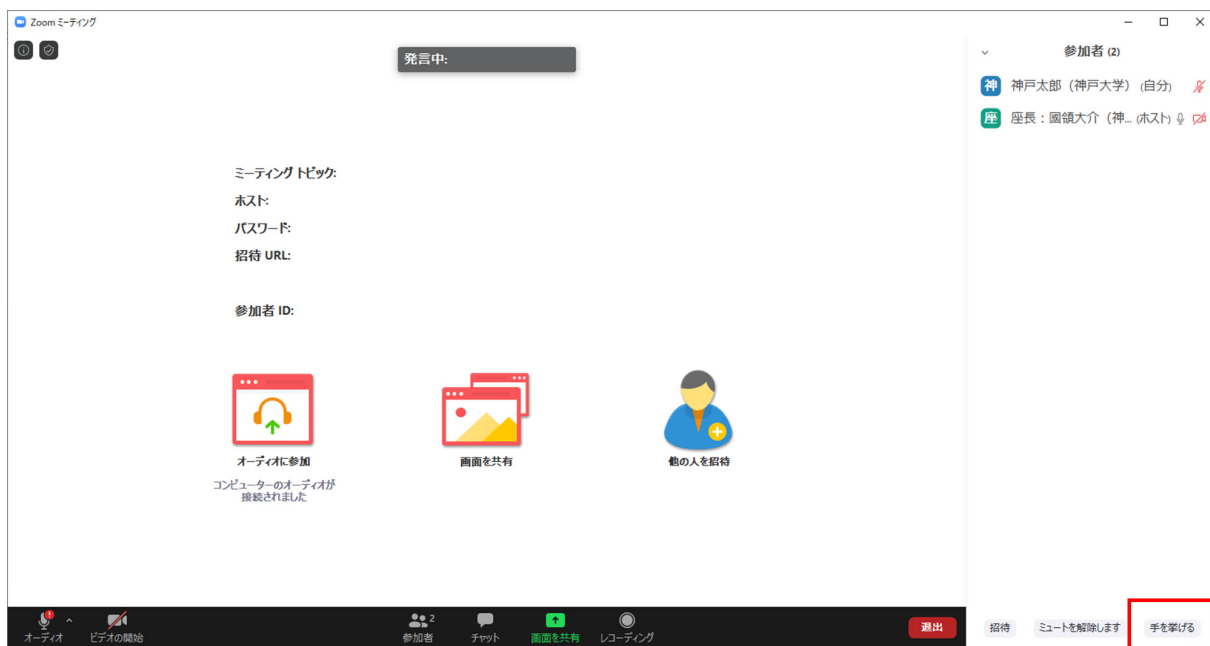 Zoom ミーティング
発言中:
参加者 (2)
神 神戸太郎（神戸大学） (自分)
座 座長：國領大介（神... (ホスト)
ミーティング トピック:
ホスト:
パスワード:
招待 URL:
参加者 ID:
オーディオに参加
画面を共有
他の人を招待
コンピューターのオーディオが
接続されました
オーディオ
ビデオの開始
参加者 2
チャット
画面を共有
レコーディング
退出
招待
ミュートを解除します
手を挙げる